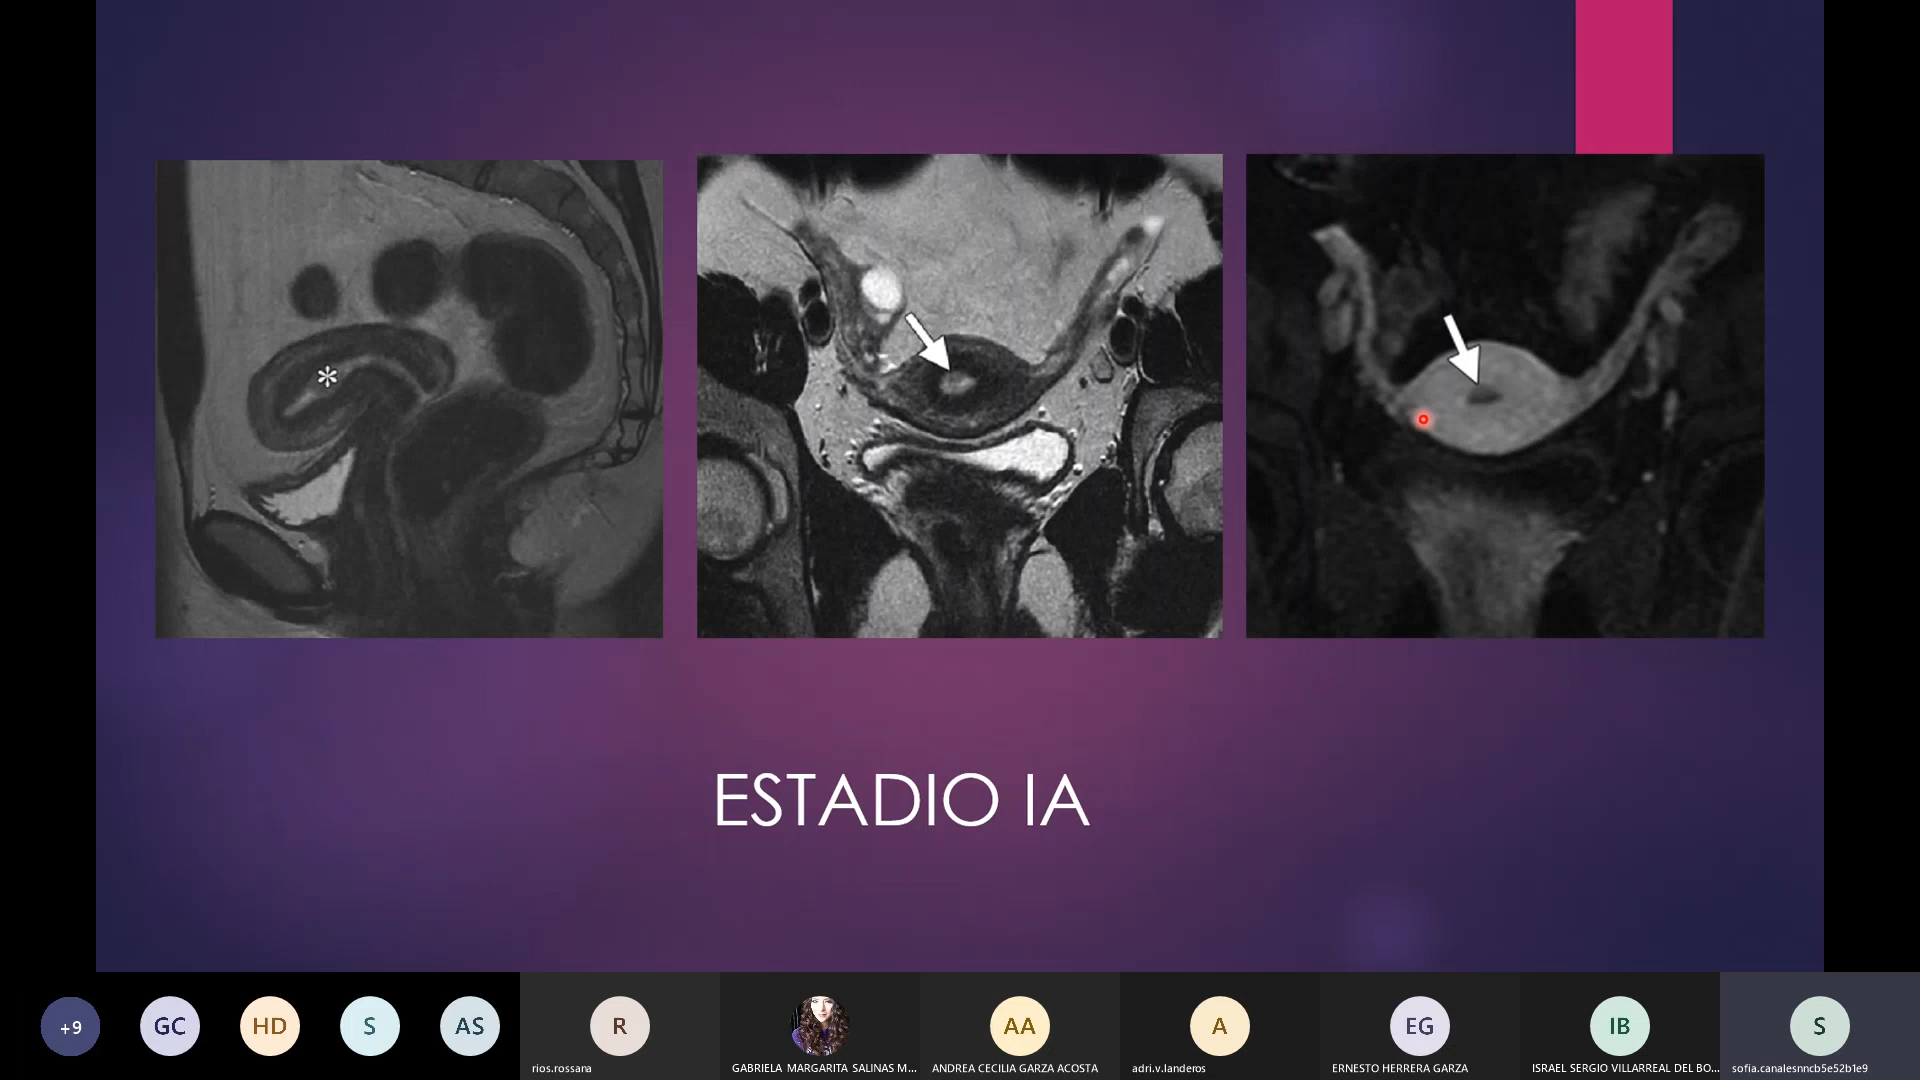 *
ESTADIO IA
+9
GC
HD
S
AS
R
AA
A
EG
IB
S
rios.rossana
GABRIELA MARGARITA SALINAS M...
ANDREA CECILIA GARZA ACOSTA
adri.v.landeros
ERNESTO HERRERA GARZA
ISRAEL SERGIO VILLARREAL DEL BO...
sofia.canalesnncb5e52b1e9